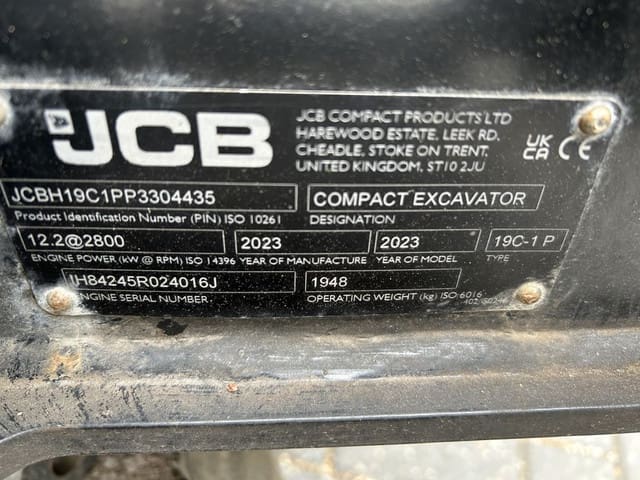 JCB
JCB COMPACT PRODUCTS LTD
HAREWOOD ESTATE, LEEK RD.
CHEADLE, STOKE ON TRENT.
UNITED KINGDOM, ST10 2JU
UK
CA CE
JCBH19C1PP3304435 COMPACT EXCAVATOR
Product Identification Number (PIN) ISO 10261 DESIGNATION
12.2@2800 2023 2023 19C-1 P
ENGINE POWER (kW @ RPM) ISO 14396 YEAR OF MANUFACTURE YEAR OF MODEL TYPE
IH84245R024016J 1948
ENGINE SERIAL NUMBER OPERATING WEIGHT (kg) ISO 6016